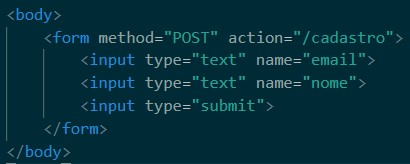 <body>
<form method="POST" action="/cadastro">
<input type="text" name="email">
<input type="text" name="nome">
<input type="submit">
</form>
</body>